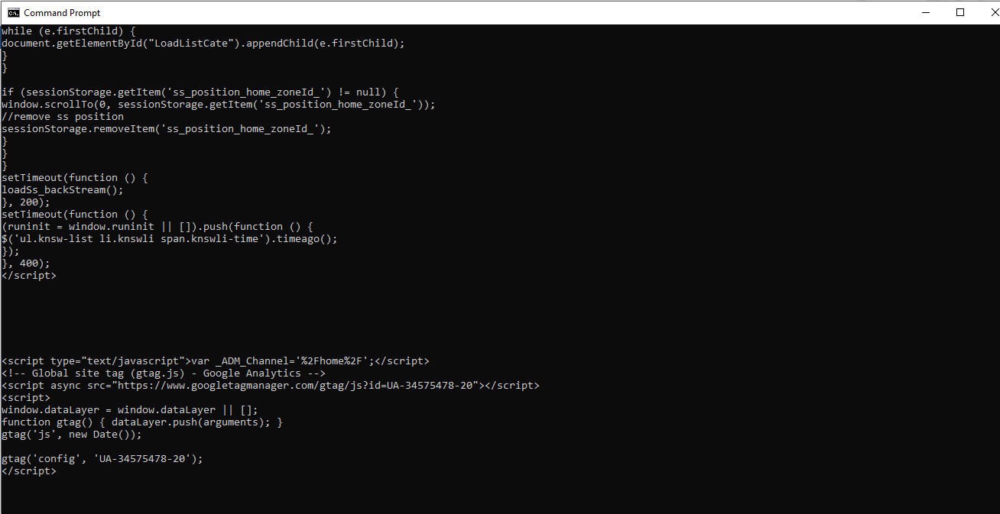 Command Prompt
while (e.firstChild) {
document.getElementById("LoadListCate").appendChild(e.firstChild);
}
}
if (sessionStorage.getItem('ss_position_home_zoneId_') != null) {
window.scrollTo(0, sessionStorage.getItem('ss_position_home_zoneId_'));
//remove ss position
sessionStorage.removeItem('ss_position_home_zoneId_');
}
}
}
setTimeout(function () {
loadSs_backStream();
}, 200);
setTimeout(function () {
(runinit = window.runinit || []).push(function () {
$('ul.knsw-list li.knswli span.knswli-time').timeago();
});
}, 400);
</script>
<script type="text/javascript">var _ADM_Channel='%2Fhome%2F';</script>
<!-- Global site tag (gtag.js) - Google Analytics -->
<script async src="https://www.googletagmanager.com/gtag/js?id=UA-34575478-20"></script>
<script>
window.dataLayer = window.dataLayer || [];
function gtag() { dataLayer.push(arguments); }
gtag('js', new Date());
gtag('config', 'UA-34575478-20');
</script>